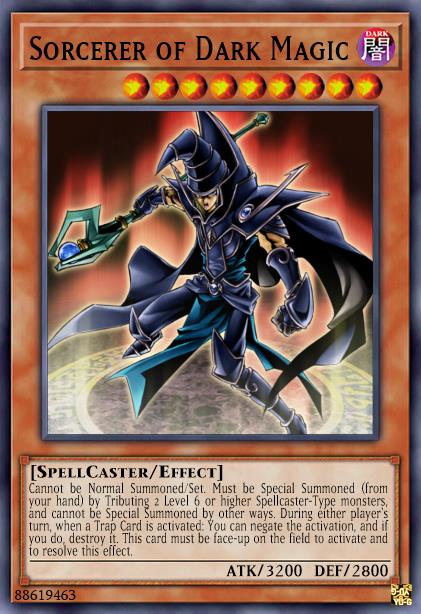 Sorcerer of Dark Magic
DARK
闇
[SpellCaster/Effect]
Cannot be Normal Summoned/Set. Must be Special Summoned (from
your hand) by Tributing 2 Level 6 or higher Spellcaster-Type monsters,
and cannot be Special Summoned by other ways. During either player's
turn, when a Trap Card is activated: You can negate the activation, and if
you do, destroy it. This card must be face-up on the field to activate and
to resolve this effect.
ATK/3200 DEF/2800
88619463